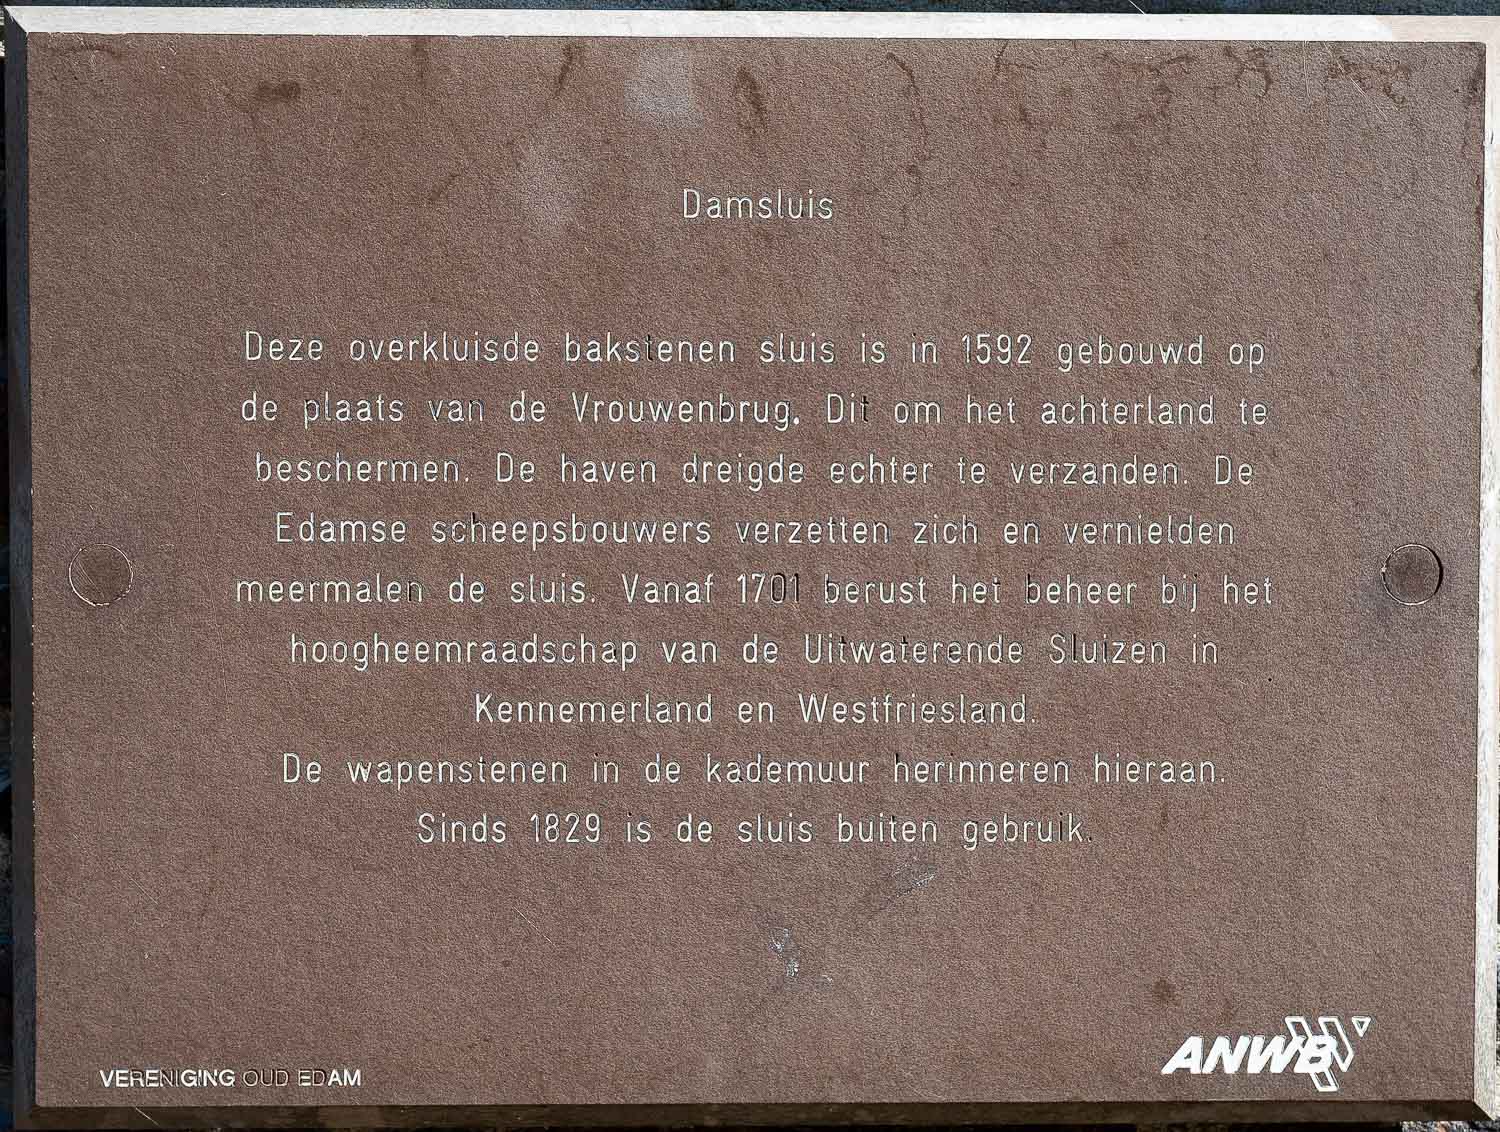 Damsluis
Deze overkluisde bakstenen sluis is in 1592 gebouwd op
de plaats van de Vrouwenbrug. Dit om het achterland te
beschermen. De haven dreigde echter te verzanden. De
Edamse scheepsbouwers verzetten zich en vernielden
meermalen de sluis. Vanaf 1701 berust het beheer bij het
hoogheemraadschap van de Uitwaterende Sluizen in
Kennemerland en Westfriesland.
De wapenstenen in de kademuur herinneren hieraan.
Sinds 1829 is de sluis buiten gebruik.
VERENIGING OUD EDAM
ANWB